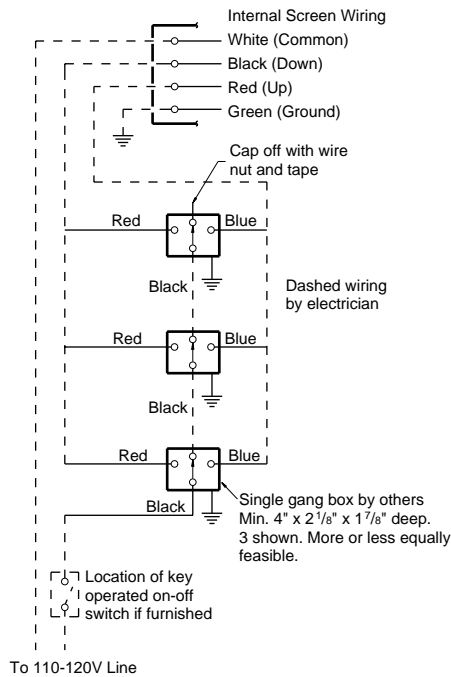 Internal Screen Wiring
White (Common)
Black (Down)
Red (Up)
Green (Ground)
Cap off with wire
nut and tape
Red
Blue
Black
Dashed wiring
by electrician
Red
Blue
Black
Red
Blue
Black
Single gang box by others
Min. 4" x 2 1/8" x 1 7/8" deep.
3 shown. More or less equally
feasible.
Location of key
operated on-off
switch if furnished
To 110-120V Line